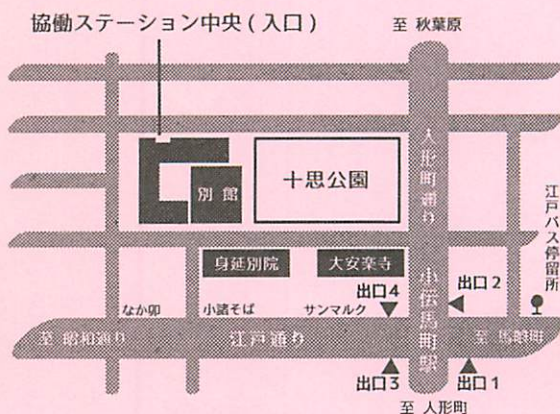 協働ステーション中央(入口)
至 秋葉原
人形町通り
十思公園
別館
江戸バス停留所
身延別院
大安楽寺
小伝馬町駅
出口4
出口2
なか卯
小諸そば
サンマルク
至 昭和通り
江戸通り
至 馬喰町
出口3
出口1
至 人形町